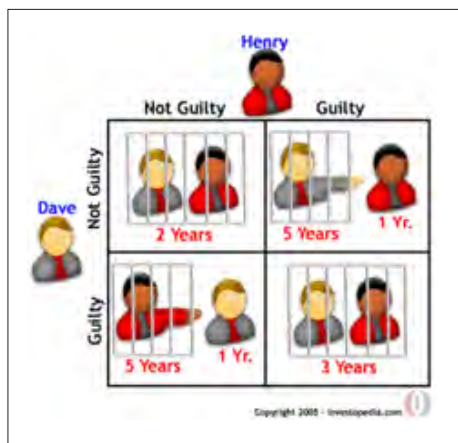 Henry
Not Guilty Guilty
Dave
Not Guilty
2 Years
5 Years
1 Yr.
Guilty
5 Years
1 Yr.
3 Years
Copyright 2005 - Investopedia.com